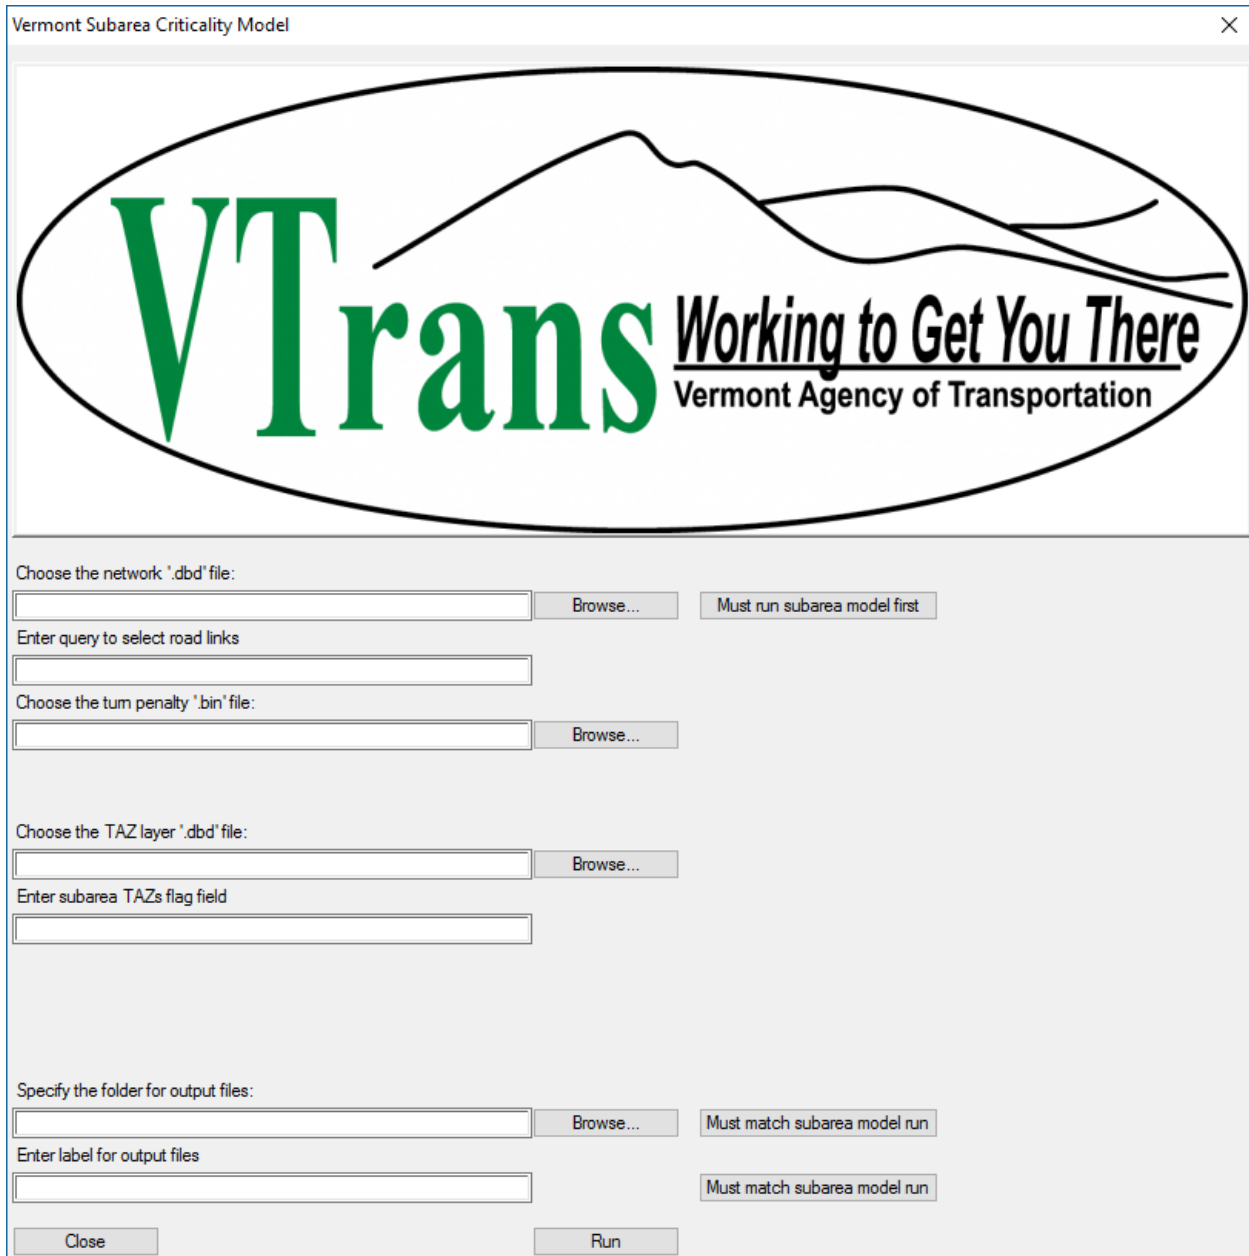 Vermont Subarea Criticality Model
VTrans
Working to Get You There
Vermont Agency of Transportation
Choose the network '.dbd' file:
Browse... Must run subarea model first
Enter query to select road links
Choose the turn penalty '.bin' file:
Browse...
Choose the TAZ layer '.dbd' file:
Browse...
Enter subarea TAZs flag field
Specify the folder for output files:
Browse... Must match subarea model run
Enter label for output files
Must match subarea model run
Close Run